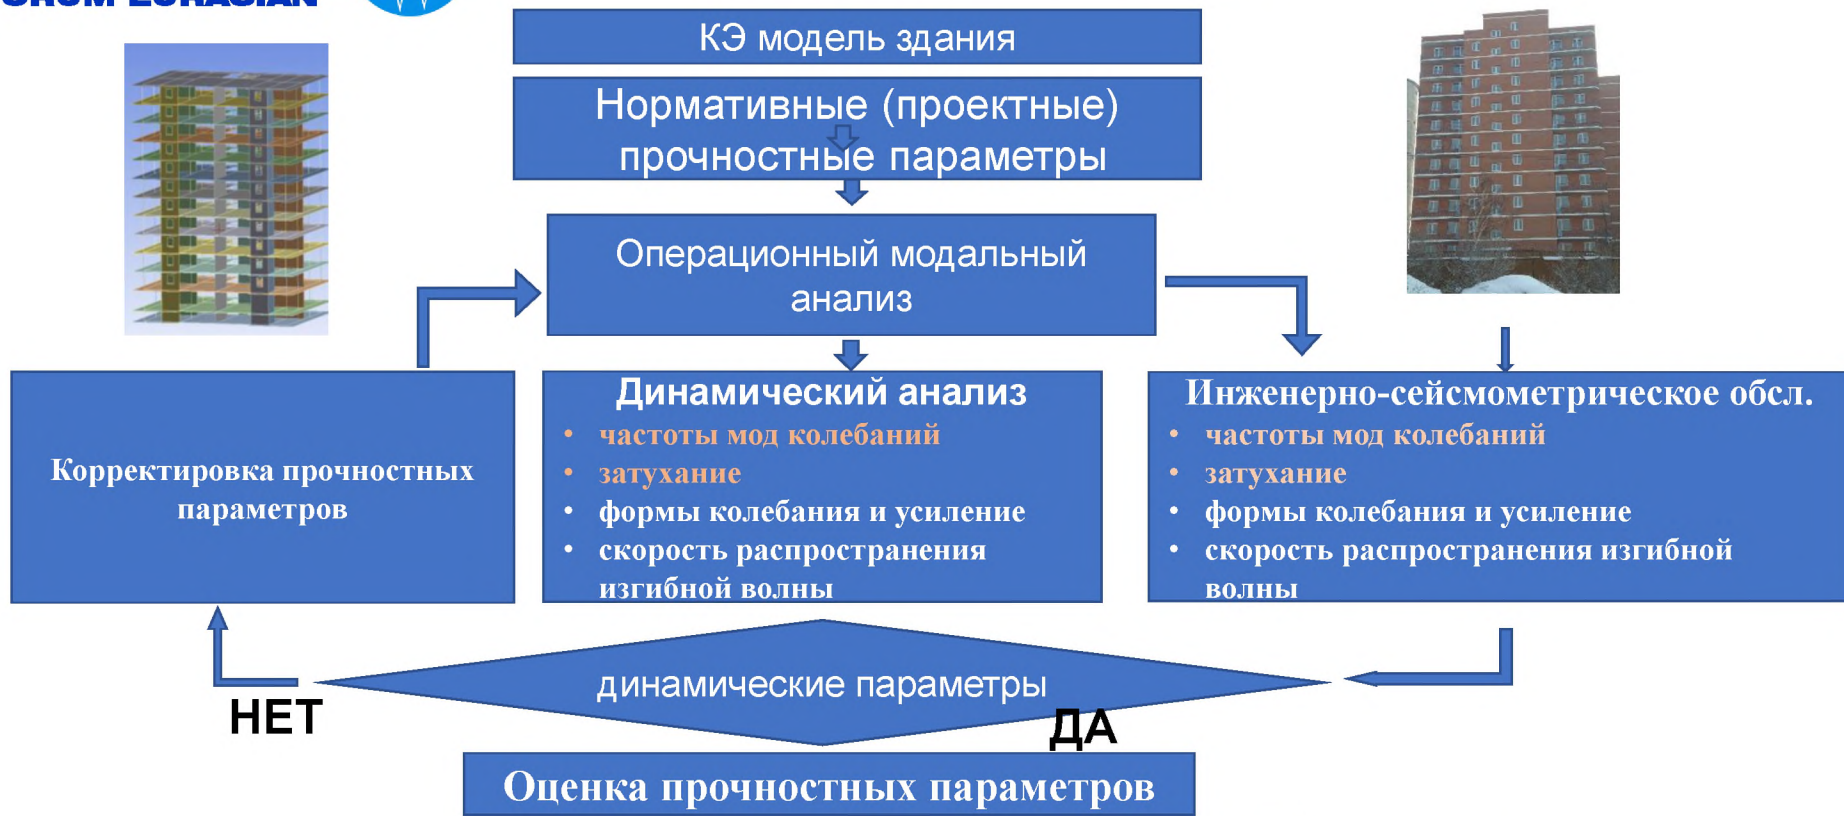 EURASIAN
КЭ модель здания
Нормативные (проектные)
прочностные параметры
Операционный модальный
анализ
Корректировка прочностных
параметров
Динамический анализ
• частоты мод колебаний
• затухание
• формы колебания и усиление
• скорость распространения
изгибной волны
Инженерно-сейсмометрическое обсл.
• частоты мод колебаний
• затухание
• формы колебания и усиление
• скорость распространения изгибной
волны
динамические параметры
НЕТ
ДА
Оценка прочностных параметров